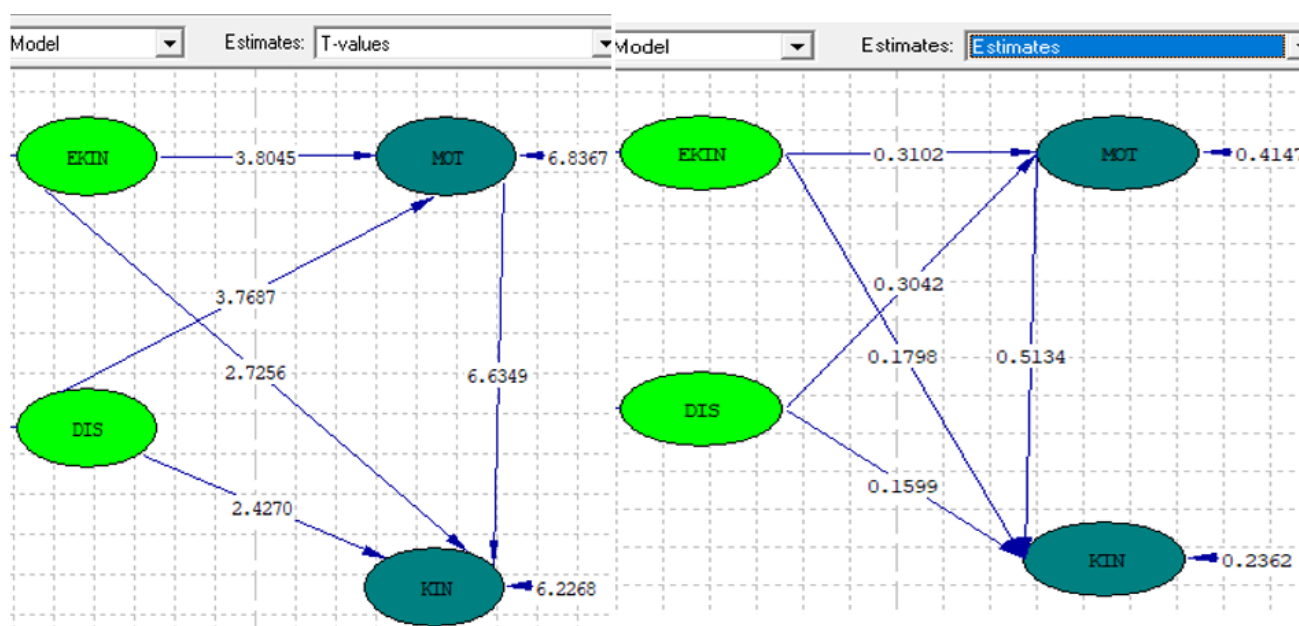 Model Estimates: T-values
EKIN 3.8045 MOT 6.8367
3.7687
2.7256
6.6349
DIS
2.4270
KIN 6.2268
Model Estimates: Estimates
EKIN 0.3102 MOT 0.4147
0.3042
0.1798 0.5134
DIS
0.1599
KIN 0.2362